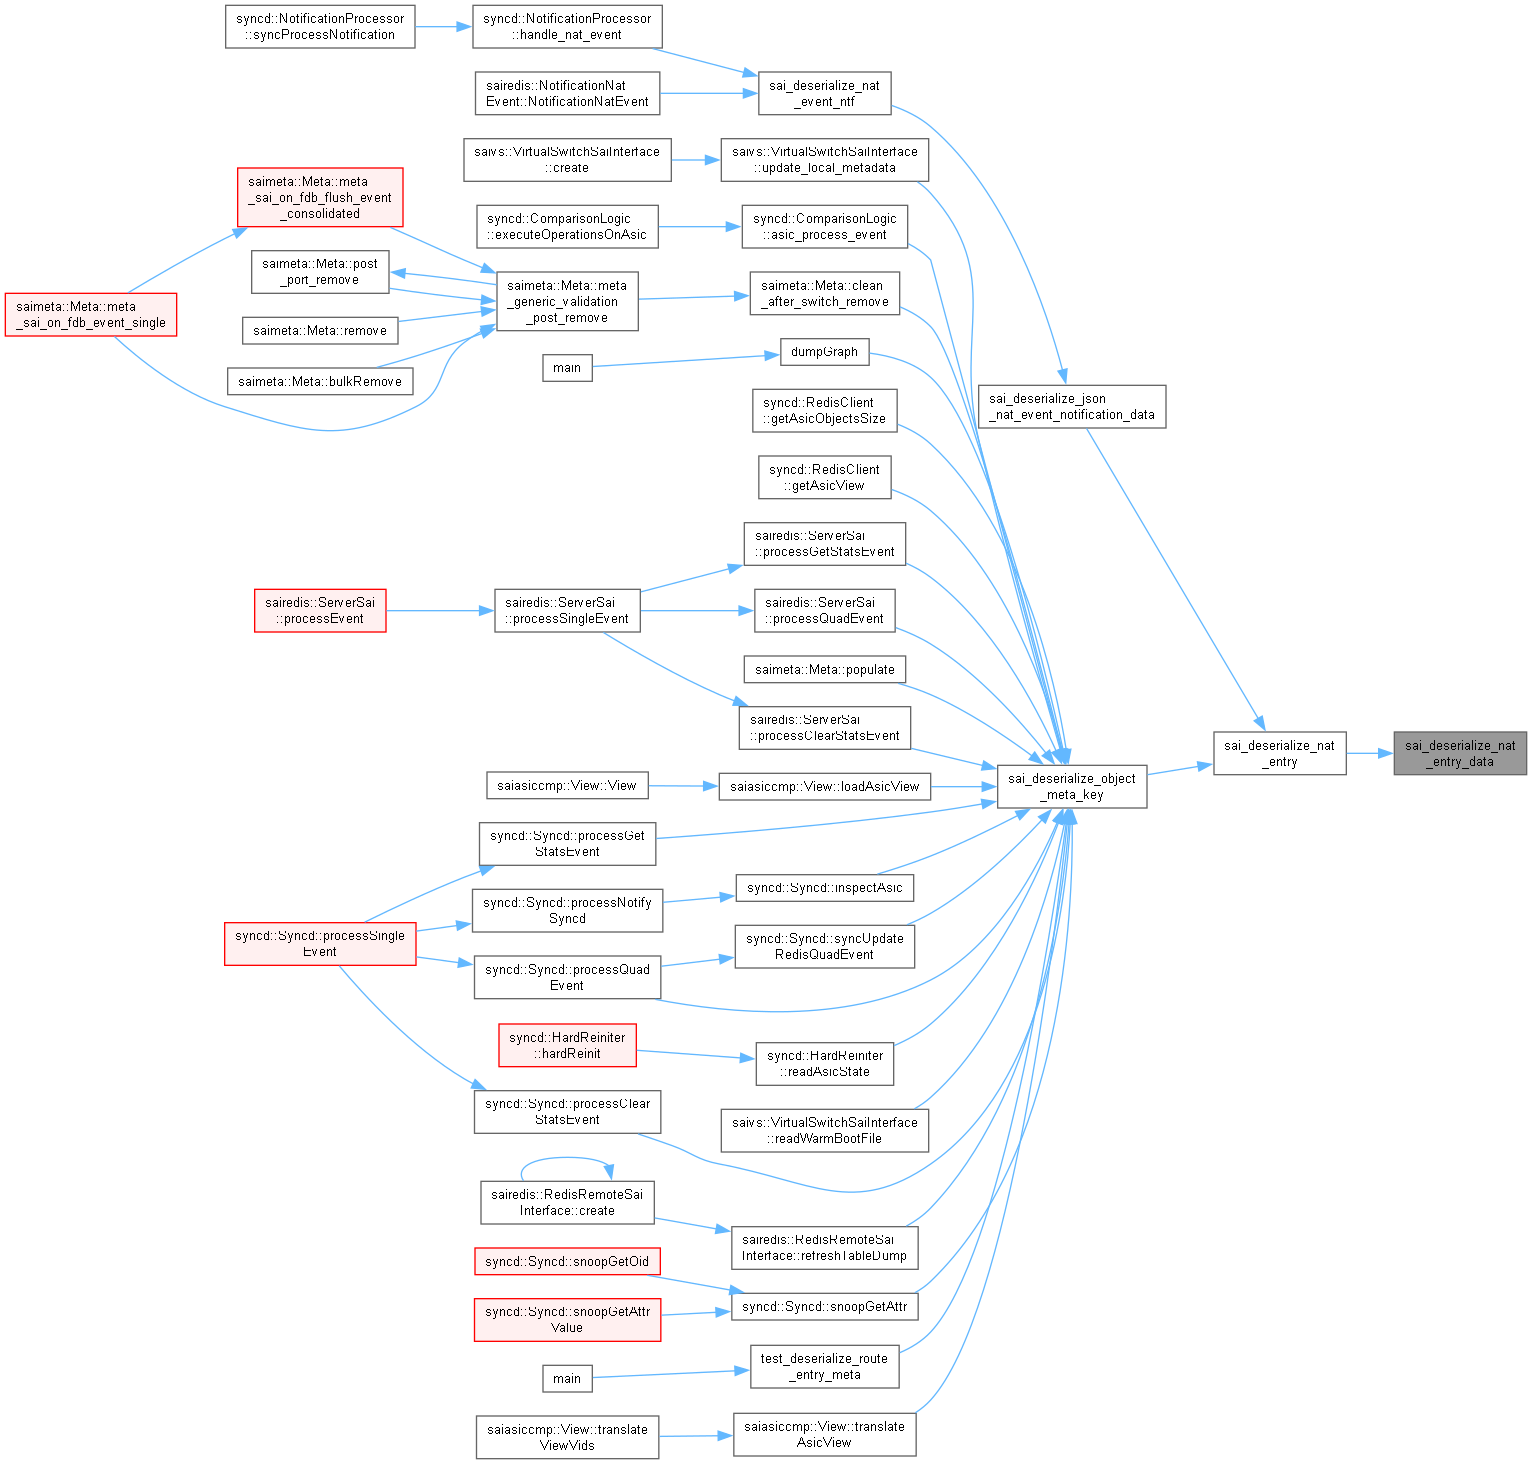 syncd::NotificationProcessor
::syncProcessNotification
syncd::NotificationProcessor
::handle_nat_event
sairedis::NotificationNat
Event::NotificationNatEvent
sai_deserialize_nat
_event_ntf
saivs::VirtualSwitchSaiInterface
::create
saivs::VirtualSwitchSaiInterface
::update_local_metadata
saimeta::Meta::meta
_sai_on_fdb_flush_event
_consolidated
syncd::ComparisonLogic
::executeOperationsOnAsic
syncd::ComparisonLogic
::asic_process_event
saimeta::Meta::post
_port_remove
saimeta::Meta::meta
_generic_validation
_post_remove
saimeta::Meta::clean
_after_switch_remove
saimeta::Meta::meta
_sai_on_fdb_event_single
saimeta::Meta::remove
saimeta::Meta::bulkRemove
main
dumpGraph
syncd::RedisClient
::getAsicObjectsSize
sai_deserialize_json
_nat_event_notification_data
syncd::RedisClient
::getAsicView
sairedis::ServerSai
::processGetStatsEvent
sairedis::ServerSai
::processEvent
sairedis::ServerSai
::processSingleEvent
sairedis::ServerSai
::processQuadEvent
saimeta::Meta::populate
sairedis::ServerSai
::processClearStatsEvent
sai_deserialize_nat
_entry
sai_deserialize_nat
_entry_data
saiasiccmp::View::View
saiasiccmp::View::loadAsicView
sai_deserialize_object
_meta_key
syncd::Syncd::processGet
StatsEvent
syncd::Syncd::processNotify
Syncd
syncd::Syncd::inspectAsic
syncd::Syncd::processSingle
Event
syncd::Syncd::processQuad
Event
syncd::Syncd::syncUpdate
RedisQuadEvent
syncd::HardReiniter
::hardReinit
syncd::HardReiniter
::readAsicState
syncd::Syncd::processClear
StatsEvent
saivs::VirtualSwitchSaiInterface
::readWarmBootFile
sairedis::RedisRemoteSai
Interface::create
sairedis::RedisRemoteSai
Interface::refreshTableDump
syncd::Syncd::snoopGetOid
syncd::Syncd::snoopGetAttr
Value
syncd::Syncd::snoopGetAttr
main
test_deserialize_route
_entry_meta
saiasiccmp::View::translate
ViewVids
saiasiccmp::View::translate
AsicView